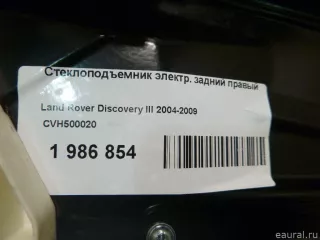 Стеклоподъемник электр. задний правый
Land Rover Discovery III 2004-2009
CVH500020
1 986 854
eaural.ru